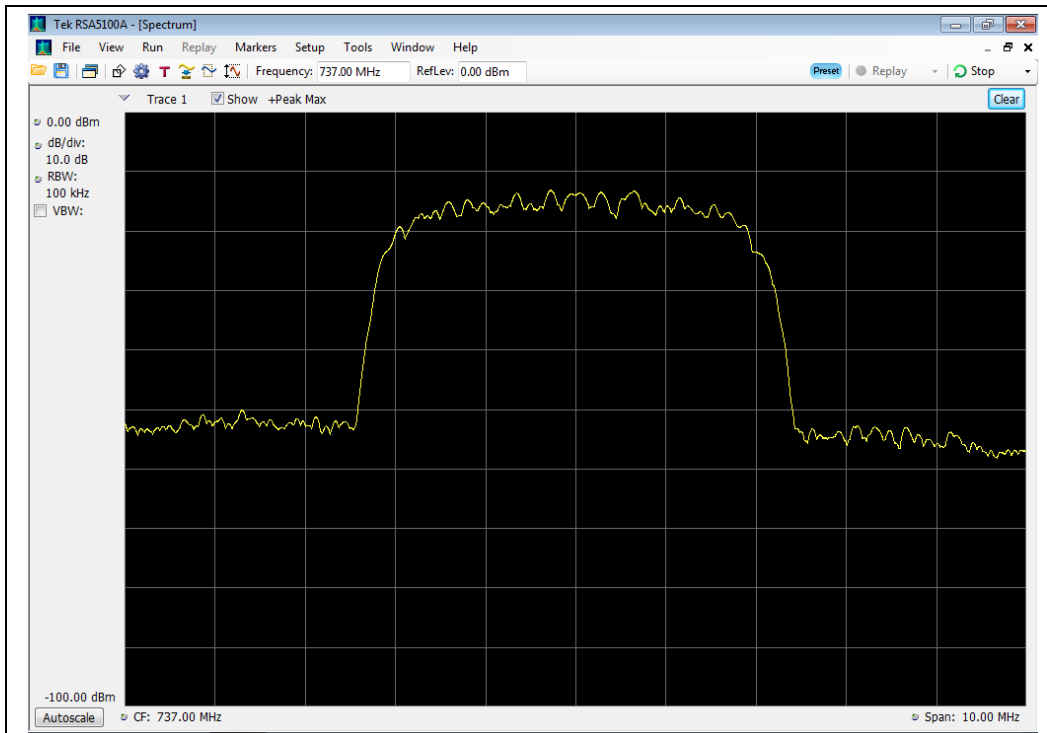 Tek RSA5100A - [Spectrum]
File View Run Replay Markers Setup Tools Window Help
T Frequency: 737.00 MHz RefLev: 0.00 dBm Preset Replay Stop
Trace 1 Show +Peak Max Clear
0.00 dBm
dB/div:
10.0 dB
RBW:
100 kHz
VBW:
-100.00 dBm
Autoscale CF: 737.00 MHz Span: 10.00 MHz